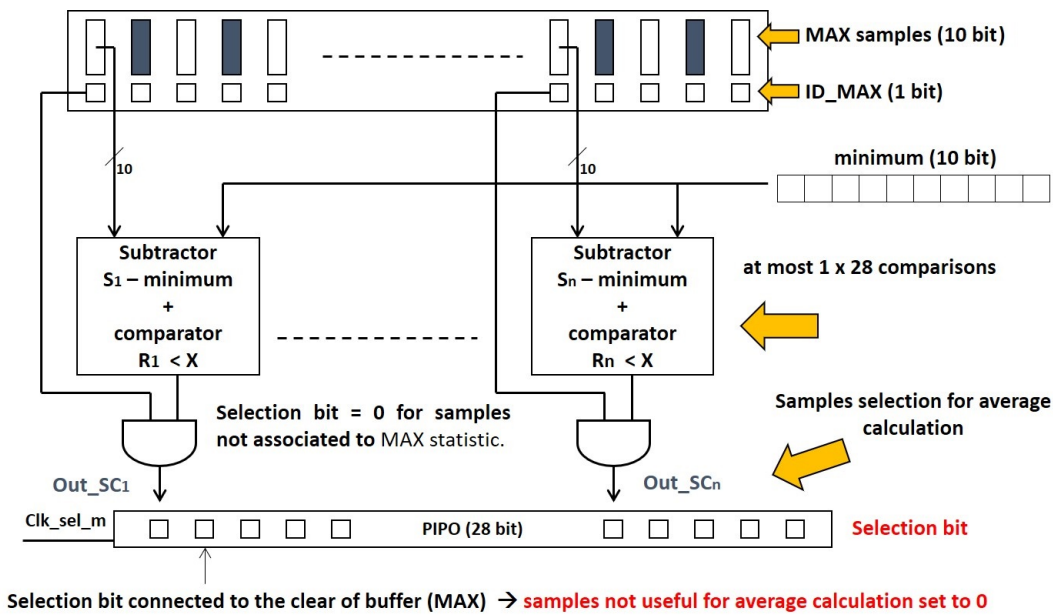 MAX samples (10 bit)
ID_MAX (1 bit)
10
10
minimum (10 bit)
Subtractor
S1 – minimum
+
comparator
R1 < X
Subtractor
Sn – minimum
+
comparator
Rn < X
at most 1 x 28 comparisons
Selection bit = 0 for samples
not associated to MAX statistic.
Samples selection for average
calculation
Out_SC1
Out_SCn
Clk_sel_m
PIPO (28 bit)
Selection bit
Selection bit connected to the clear of buffer (MAX) → samples not useful for average calculation set to 0